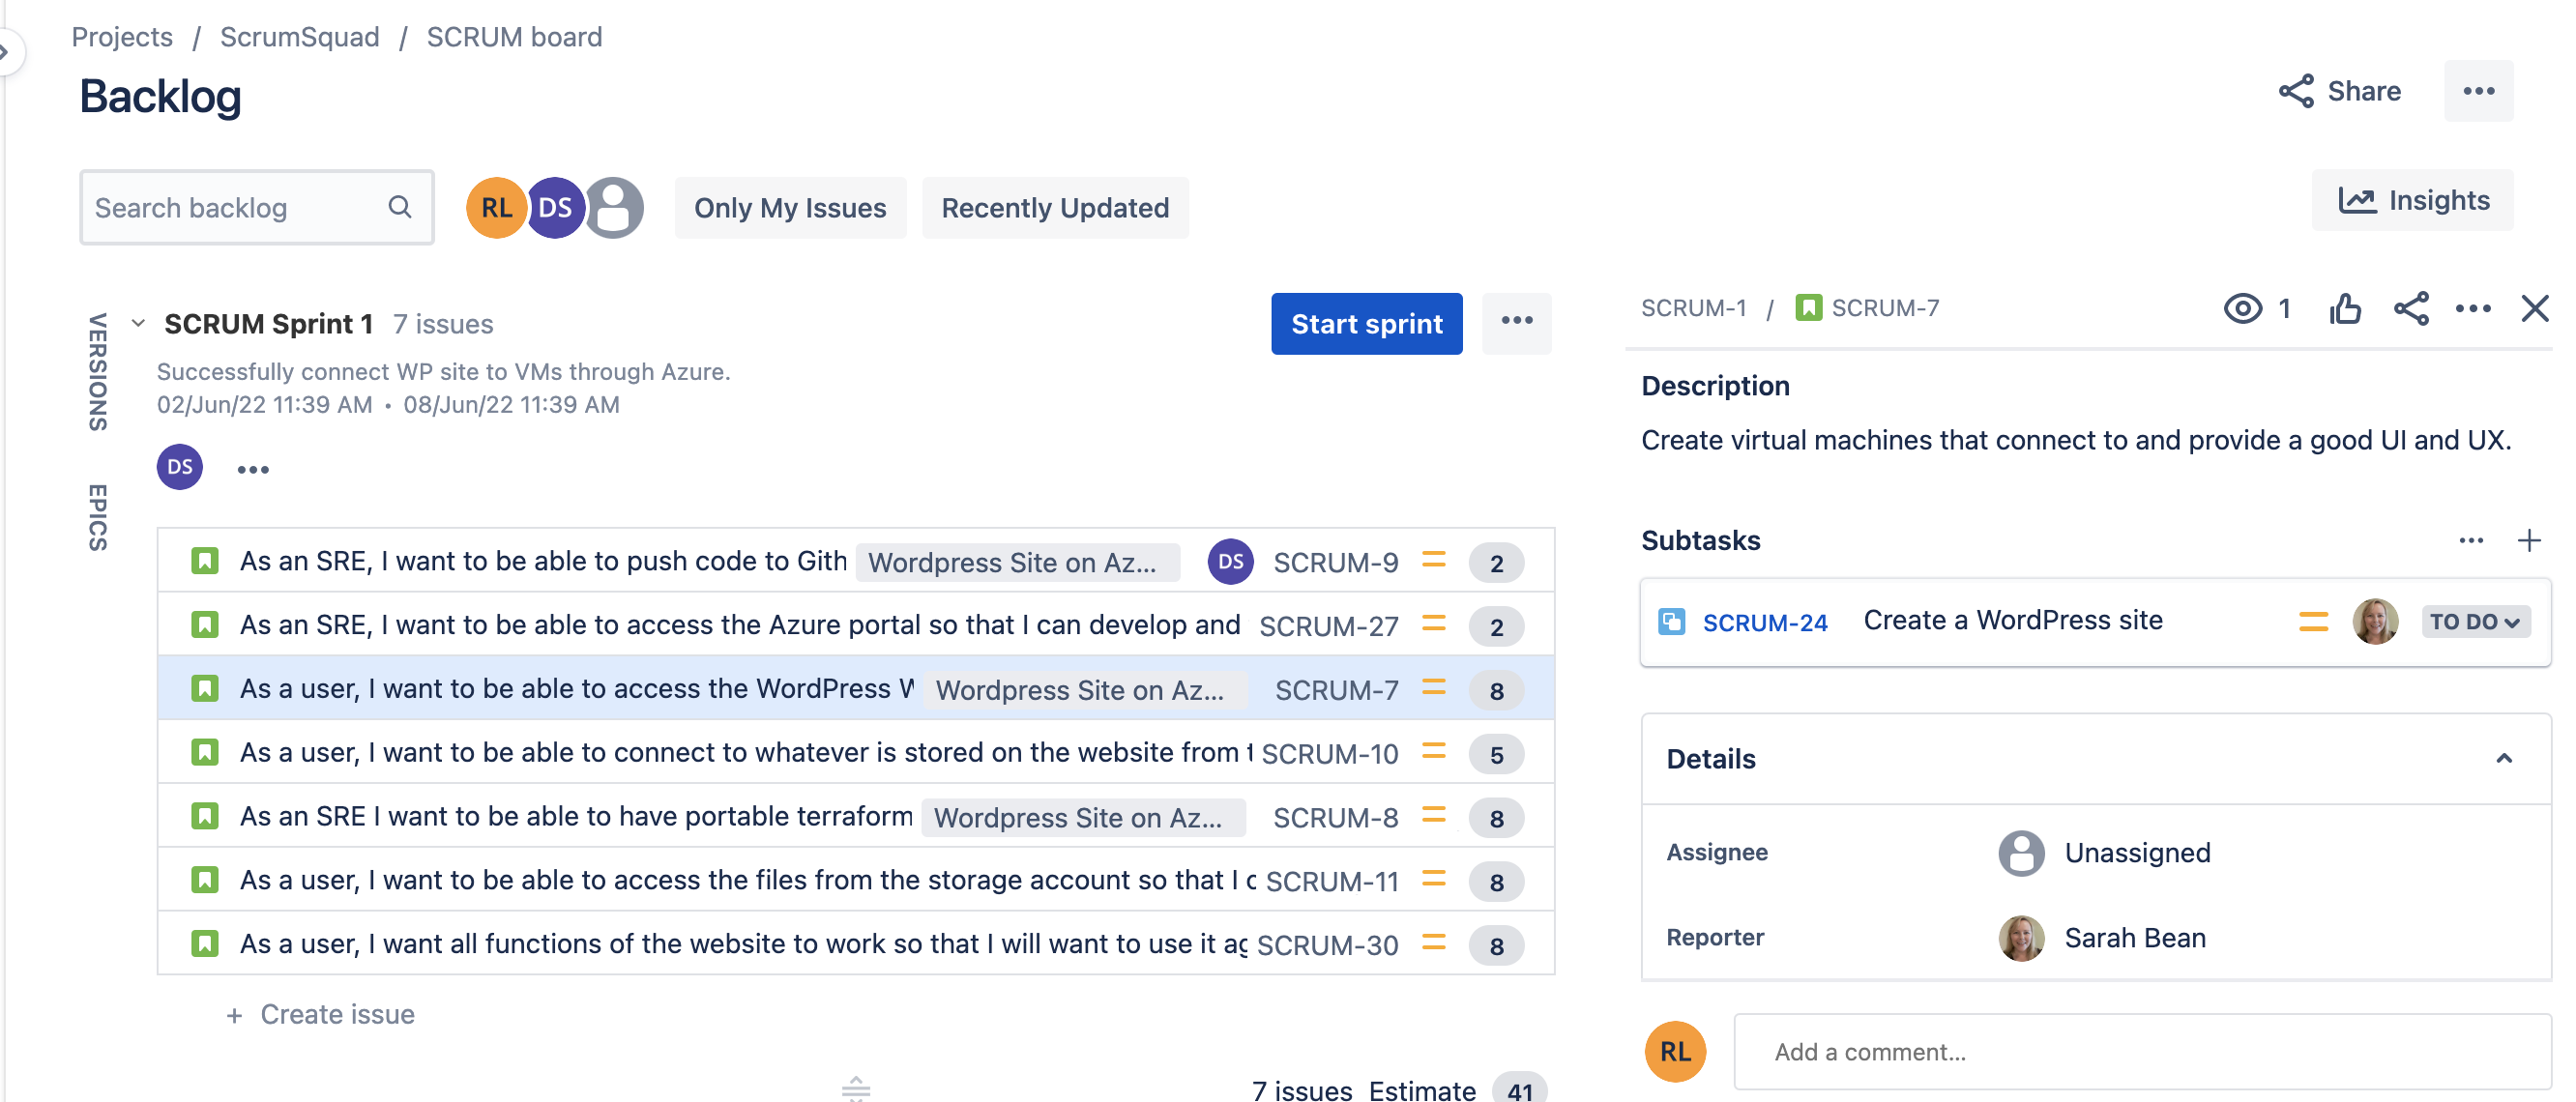 Projects / ScrumSquad / SCRUM board
Backlog
Share
Search backlog
RL DS
Only My Issues
Recently Updated
Insights
VERSIONS
EPICS
SCRUM Sprint 1 7 issues
Start sprint
Successfully connect WP site to VMs through Azure.
02/Jun/22 11:39 AM • 08/Jun/22 11:39 AM
DS
As an SRE, I want to be able to push code to Gith Wordpress Site on Az... DS SCRUM-9 2
As an SRE, I want to be able to access the Azure portal so that I can develop and SCRUM-27 2
As a user, I want to be able to access the WordPress W Wordpress Site on Az... SCRUM-7 8
As a user, I want to be able to connect to whatever is stored on the website from t SCRUM-10 5
As an SRE I want to be able to have portable terraform Wordpress Site on Az... SCRUM-8 8
As a user, I want to be able to access the files from the storage account so that I c SCRUM-11 8
As a user, I want all functions of the website to work so that I will want to use it ag SCRUM-30 8
+ Create issue
7 issues Estimate 41
SCRUM-1 / SCRUM-7
1
Description
Create virtual machines that connect to and provide a good UI and UX.
Subtasks
SCRUM-24 Create a WordPress site TO DO
Details
Assignee Unassigned
Reporter Sarah Bean
RL Add a comment...